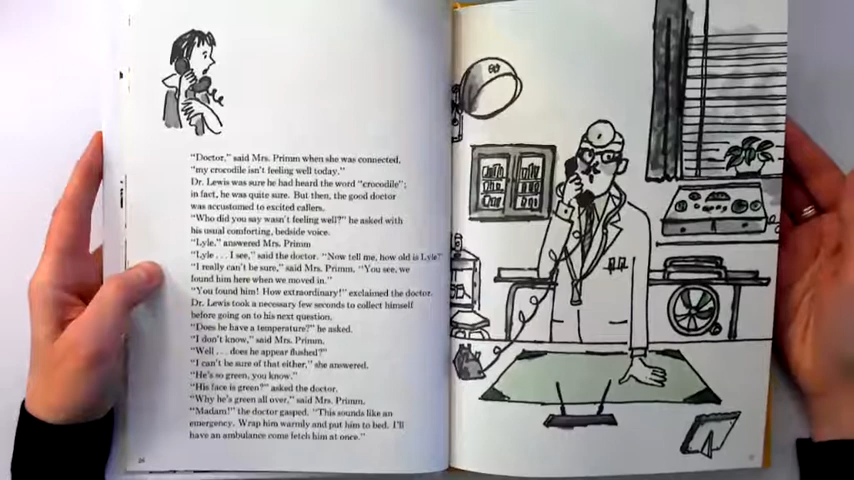 "Doctor," said Mrs. Primm when she was connected,
"my crocodile isn't feeling well today."
Dr. Lewis was sure he had heard the word "crocodile";
in fact, he was quite sure. But then, the good doctor
was accustomed to excited callers.
"Who did you say wasn't feeling well?" he asked with
his usual comforting, bedside voice.
"Lyle," answered Mrs. Primm
"Lyle . . . I see," said the doctor. "Now tell me, how old is Lyle?"
"I really can't be sure," said Mrs. Primm. "You see, we
found him here when we moved in."
"You found him! How extraordinary!" exclaimed the doctor.
Dr. Lewis took a necessary few seconds to collect himself
before going on to his next question.
"Does he have a temperature?" he asked.
"I don't know," said Mrs. Primm.
"Well . . . does he appear flushed?"
"I can't be sure of that either," she answered.
"He's so green, you know."
"His face is green?" asked the doctor.
"Why he's green all over," said Mrs. Primm.
"Madam!" the doctor gasped. "This sounds like an
emergency. Wrap him warmly and put him to bed. I'll
have an ambulance come fetch him at once."